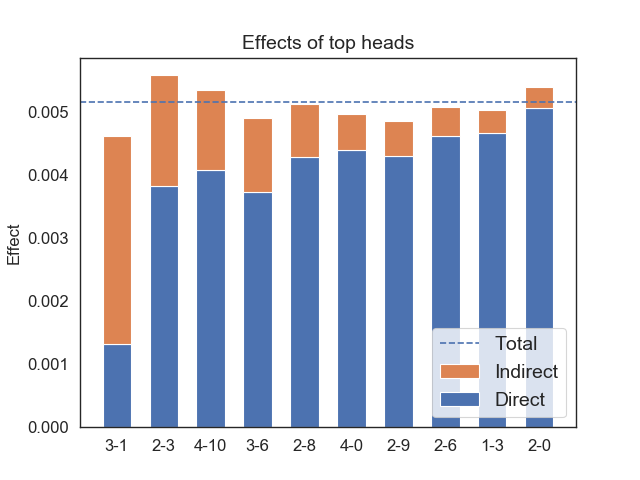 Effects of top heads
Effect
0.005
0.004
0.003
0.002
0.001
0.000
Total
Indirect
Direct
3-1 2-3 4-10 3-6 2-8 4-0 2-9 2-6 1-3 2-0